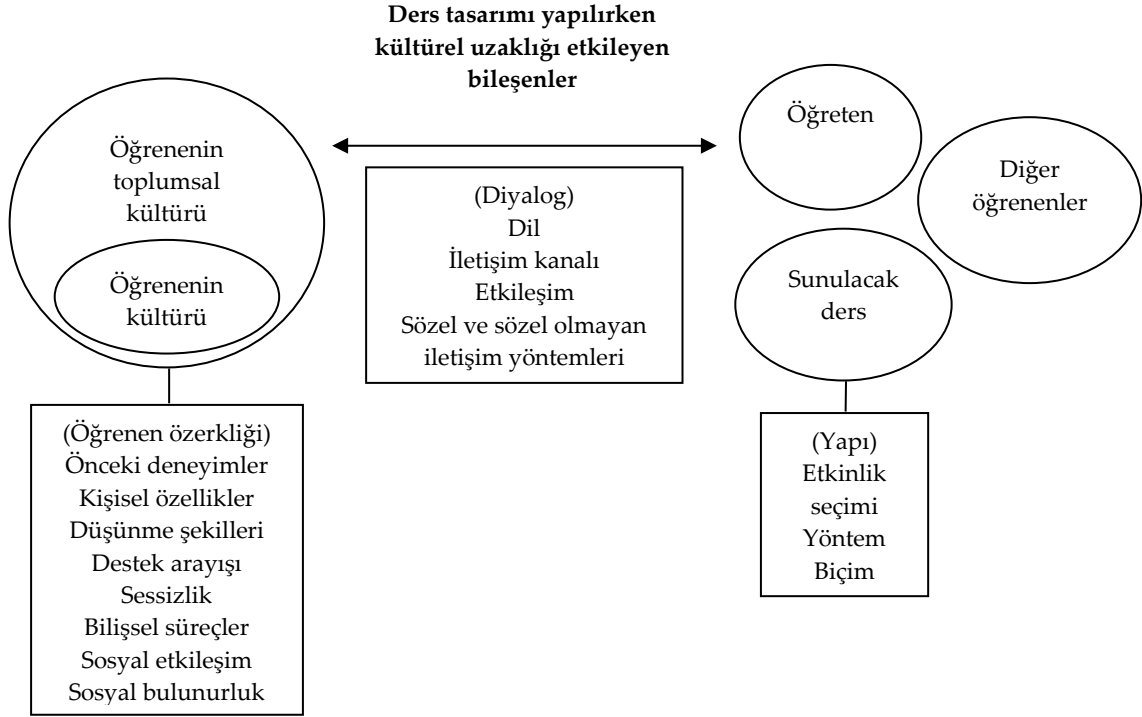 Ders tasarımı yapılırken
kültürel uzaklığı etkileyen
bileşenler
Öğrenenin
toplumsal
kültürü
Öğrenenin
kültürü
(Diyalog)
Dil
İletişim kanalı
Etkileşim
Sözel ve sözel olmayan
iletişim yöntemleri
Öğreten
Diğer
öğrenenler
Sunulacak
ders
(Öğrenen özerkliği)
Önceki deneyimler
Kişisel özellikler
Düşünme şekilleri
Destek arayışı
Sessizlik
Bilişsel süreçler
Sosyal etkileşim
Sosyal bulunurluk
(Yapı)
Etkinlik
seçimi
Yöntem
Biçim